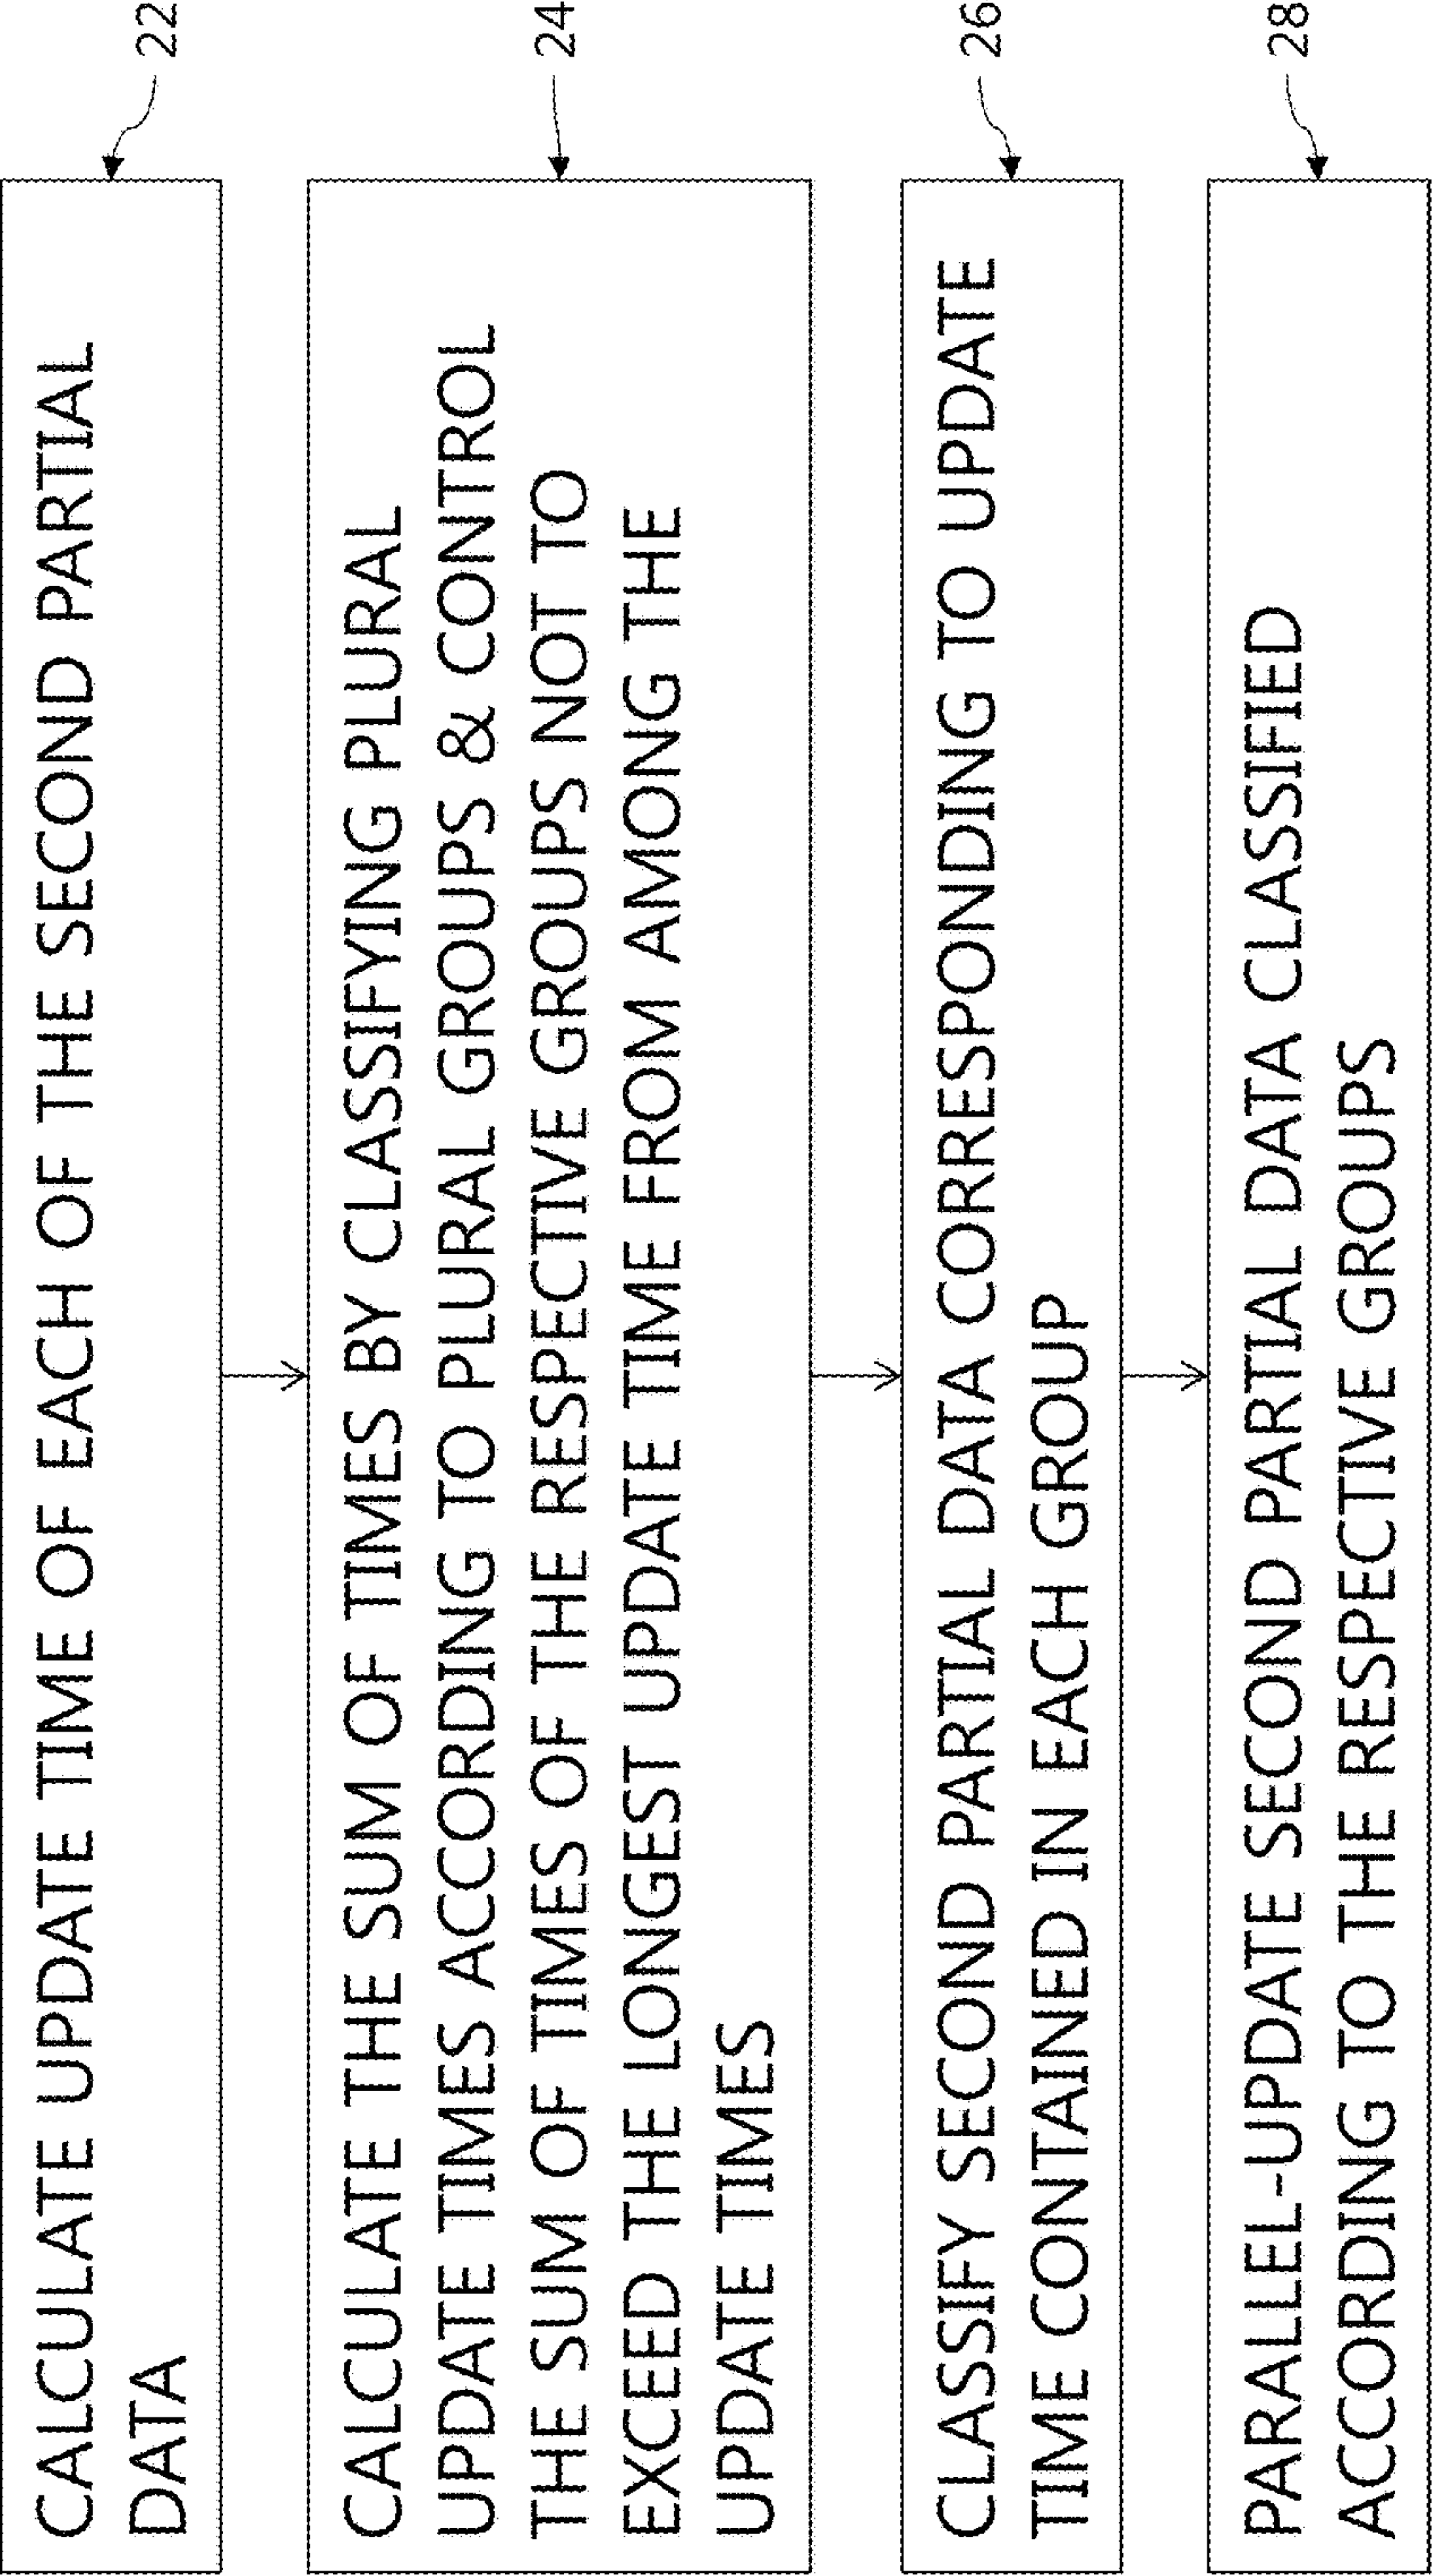 CALCULATE UPDATE TIME OF EACH OF THE SECOND PARTIAL
DATA
22
CALCULATE THE SUM OF TIMES BY CLASSIFYING PLURAL
UPDATE TIMES ACCORDING TO PLURAL GROUPS & CONTROL
THE SUM OF TIMES OF THE RESPECTIVE GROUPS NOT TO
EXCEED THE LONGEST UPDATE TIME FROM AMONG THE
UPDATE TIMES
24
CLASSIFY SECOND PARTIAL DATA CORRESPONDING TO UPDATE
TIME CONTAINED IN EACH GROUP
26
PARALLEL-UPDATE SECOND PARTIAL DATA CLASSIFIED
ACCORDING TO THE RESPECTIVE GROUPS
28